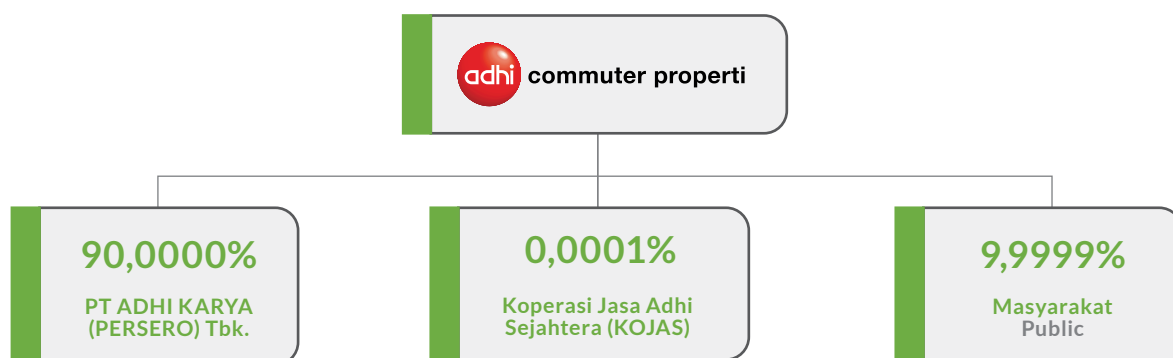 adhi commuter properti
90,0000%
PT ADHI KARYA
(PERSERO) Tbk.
0,0001%
Koperasi Jasa Adhi
Sejahtera (KOJAS)
9,9999%
Masyarakat
Public